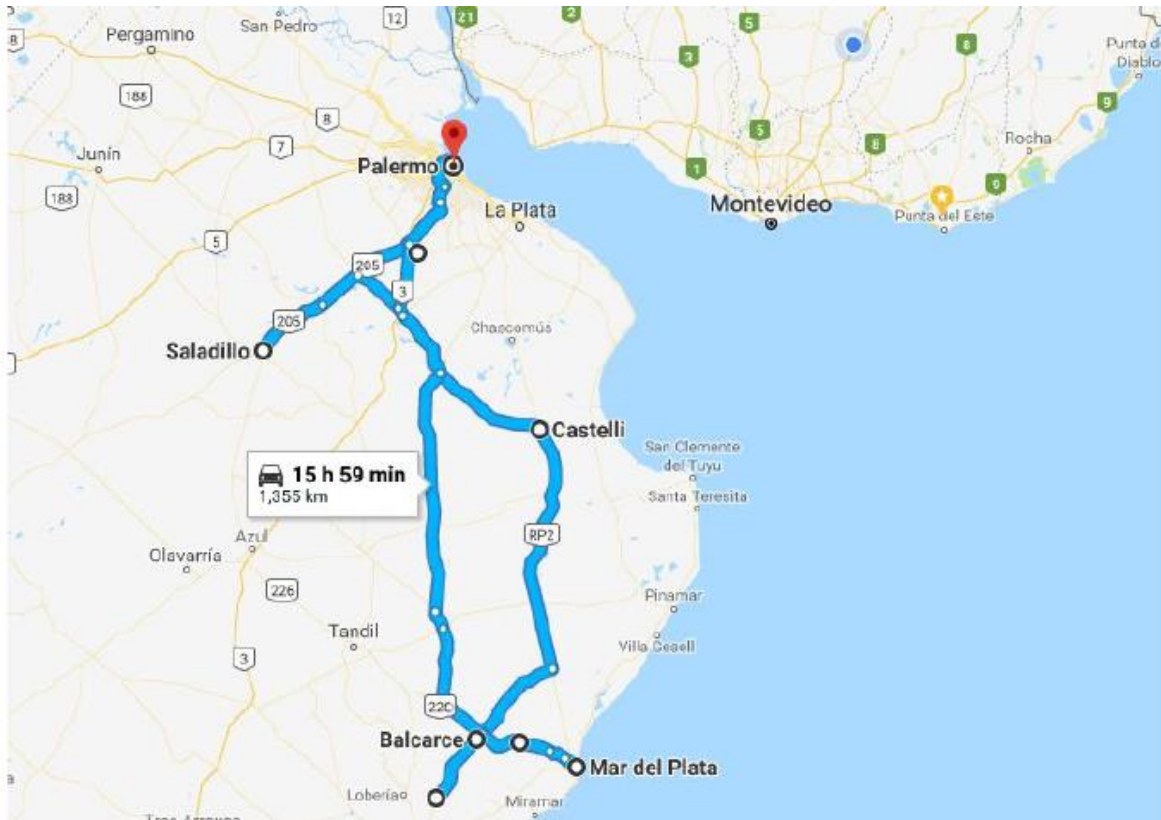 12
21
2
5
San Pedro
Pergamino
8
3
8
Punta d
Diablo
188
8
5
9
7
Junín
Rocha
Palermo
8
188
1
9
La Plata
Montevideo
Punta del Este
5
205
3
205
Chascomús
Saladillo
Castelli
San Clemente
del Tuyu
15 h 59 min
1,355 km
Santa Teresita
RP2
Azul
Olavarría
226
Pinamar
Tandil
Villa Gesell
3
226
Balcarce
Mar del Plata
Lobería
Miramar